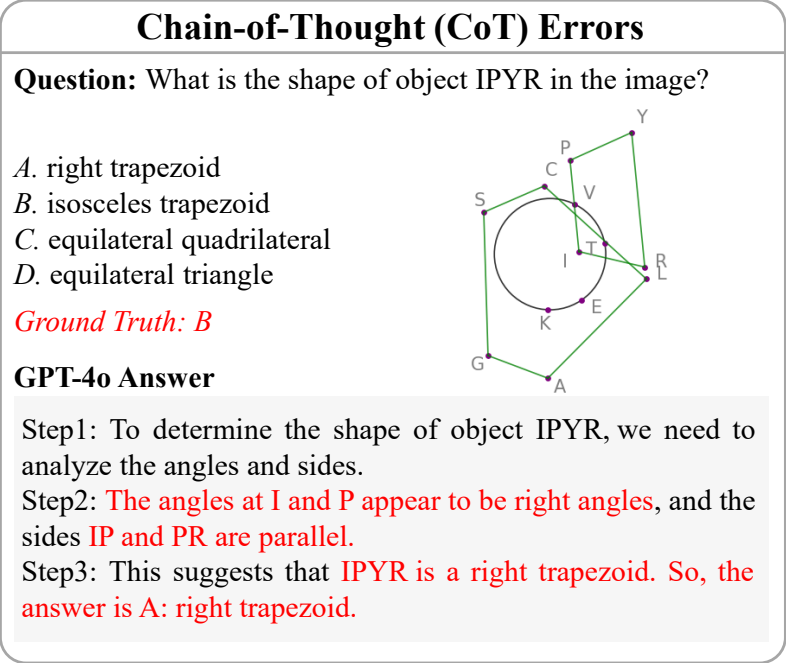 Chain-of-Thought (CoT) Errors
Question: What is the shape of object IPYR in the image?
A. right trapezoid
B. isosceles trapezoid
C. equilateral quadrilateral
D. equilateral triangle
Ground Truth: B
Y
P
C
S
V
T
I
R
L
E
K
G
A
GPT-4o Answer
Step1: To determine the shape of object IPYR, we need to
analyze the angles and sides.
Step2: The angles at I and P appear to be right angles, and the
sides IP and PR are parallel.
Step3: This suggests that IPYR is a right trapezoid. So, the
answer is A: right trapezoid.